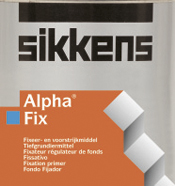 sikkens
Alpha®
Fix
Fixeer- en voorstrijkmiddel
Tiefgrundiermittel
Fixateur régulateur de fonds
Fissativo
Fixation primer
Fondo Fijador